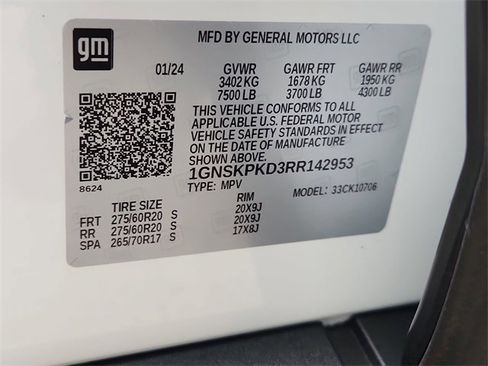 gm
MFD BY GENERAL MOTORS LLC
01/24 GVWR GAWR FRT GAWR RR
3402 KG 1678 KG 1950 KG
7500 LB 3700 LB 4300 LB
THIS VEHICLE CONFORMS TO ALL
APPLICABLE U.S. FEDERAL MOTOR
VEHICLE SAFETY STANDARDS IN EFFECT
ON THE DATE OF MANUFACTURE SHOWN
ABOVE.
1GNSKPKD3RR142953
8624
TYPE: MPV MODEL: 33CK10706
TIRE SIZE RIM
FRT 275/60R20 S 20X9J
RR 275/60R20 S 20X9J
SPA 265/70R17 S 17X8J